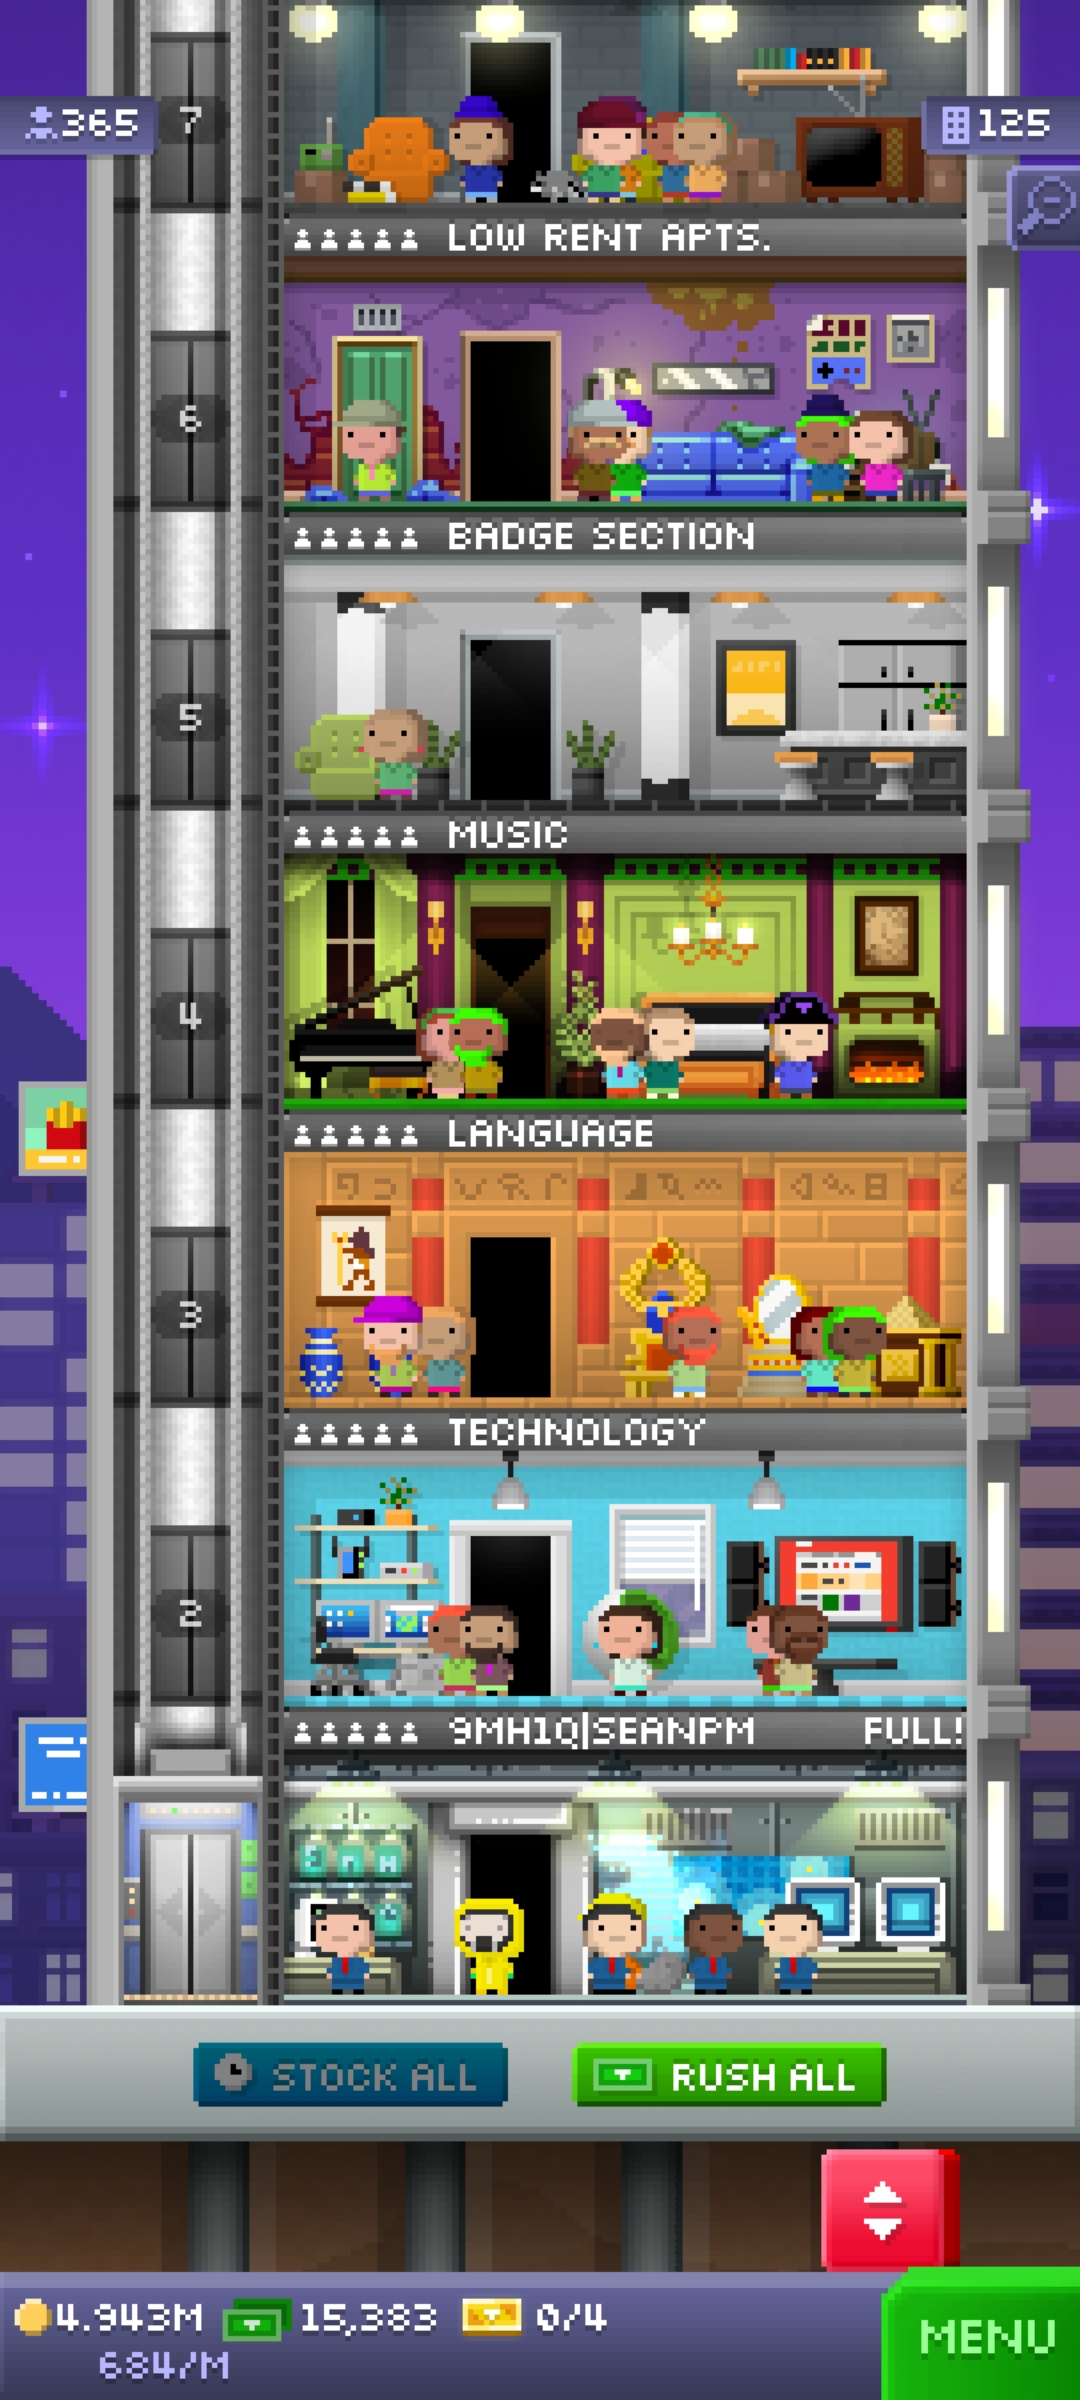 365
7
125
LOW RENT APTS.
6
BADGE SECTION
5
MUSIC
4
LANGUAGE
3
TECHNOLOGY
2
9MH1Q|SEANPM FULL!
STOCK ALL
RUSH ALL
4.943M 15,383 0/4
684/M
MENU